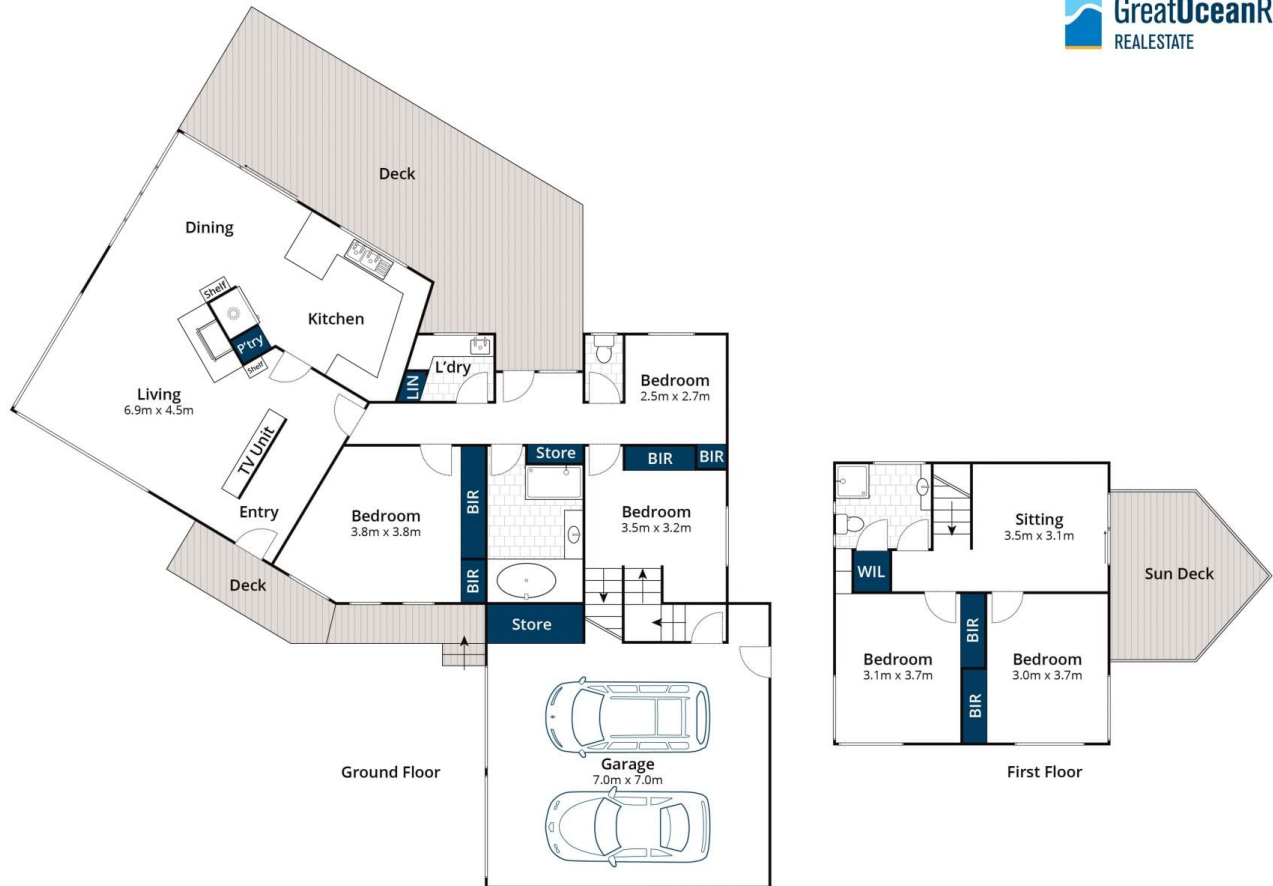 GreatOceanR
REALESTATE
Deck
Dining
Shelf
Kitchen
P'try
Shelf
L'dry
LIN
Bedroom
2.5m x 2.7m
Living
6.9m x 4.5m
TV Unit
Entry
Store
BIR
BIR
BIR
BIR
Bedroom
3.8m x 3.8m
Bedroom
3.5m x 3.2m
Deck
Store
Garage
7.0m x 7.0m
Ground Floor
Sitting
3.5m x 3.1m
Sun Deck
WIL
BIR
BIR
Bedroom
3.1m x 3.7m
Bedroom
3.0m x 3.7m
First Floor